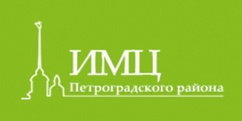 ИМЦ
Петроградского района